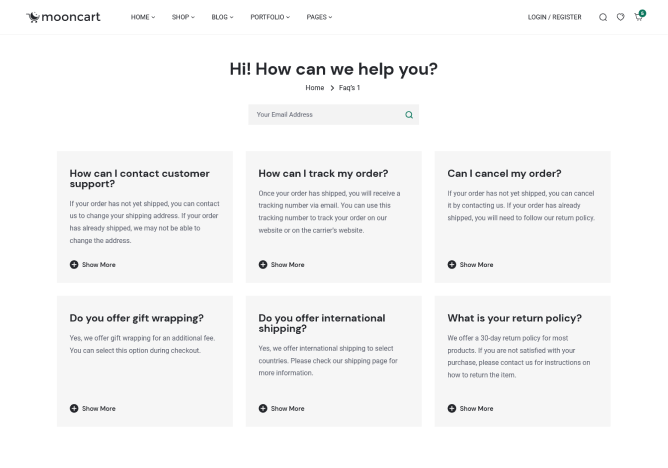 mooncart HOME SHOP BLOG PORTFOLIO PAGES LOGIN / REGISTER
Hi! How can we help you?
Home Faq's 1
Your Email Address
How can I contact customer
support?
If your order has not yet shipped, you can contact
us to change your shipping address. If your order
has already shipped, we may not be able to
change the address.
Show More
How can I track my order?
Once your order has shipped, you will receive a
tracking number via email. You can use this
tracking number to track your order on our
website or on the carrier's website.
Show More
Can I cancel my order?
If your order has not yet shipped, you can cancel
it by contacting us. If your order has already
shipped, you will need to follow our return policy.
Show More
Do you offer gift wrapping?
Yes, we offer gift wrapping for an additional fee.
You can select this option during checkout.
Show More
Do you offer international
shipping?
Yes, we offer international shipping to select
countries. Please check our shipping page for
more information.
Show More
What is your return policy?
We offer a 30-day return policy for most
products. If you are not satisfied with your
purchase, please contact us for instructions on
how to return the item.
Show More